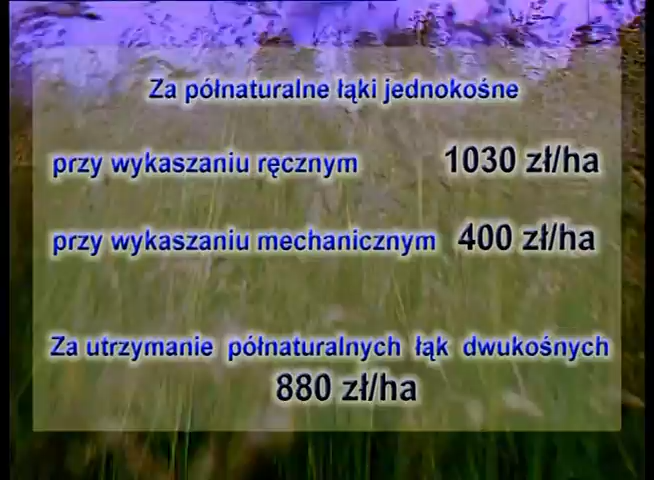 Za półnaturalne łąki jednokośne
przy wykaszaniu ręcznym 1030 zł/ha
przy wykaszaniu mechanicznym 400 zł/ha
Za utrzymanie półnaturalnych łąk dwukośnych
880 zł/ha